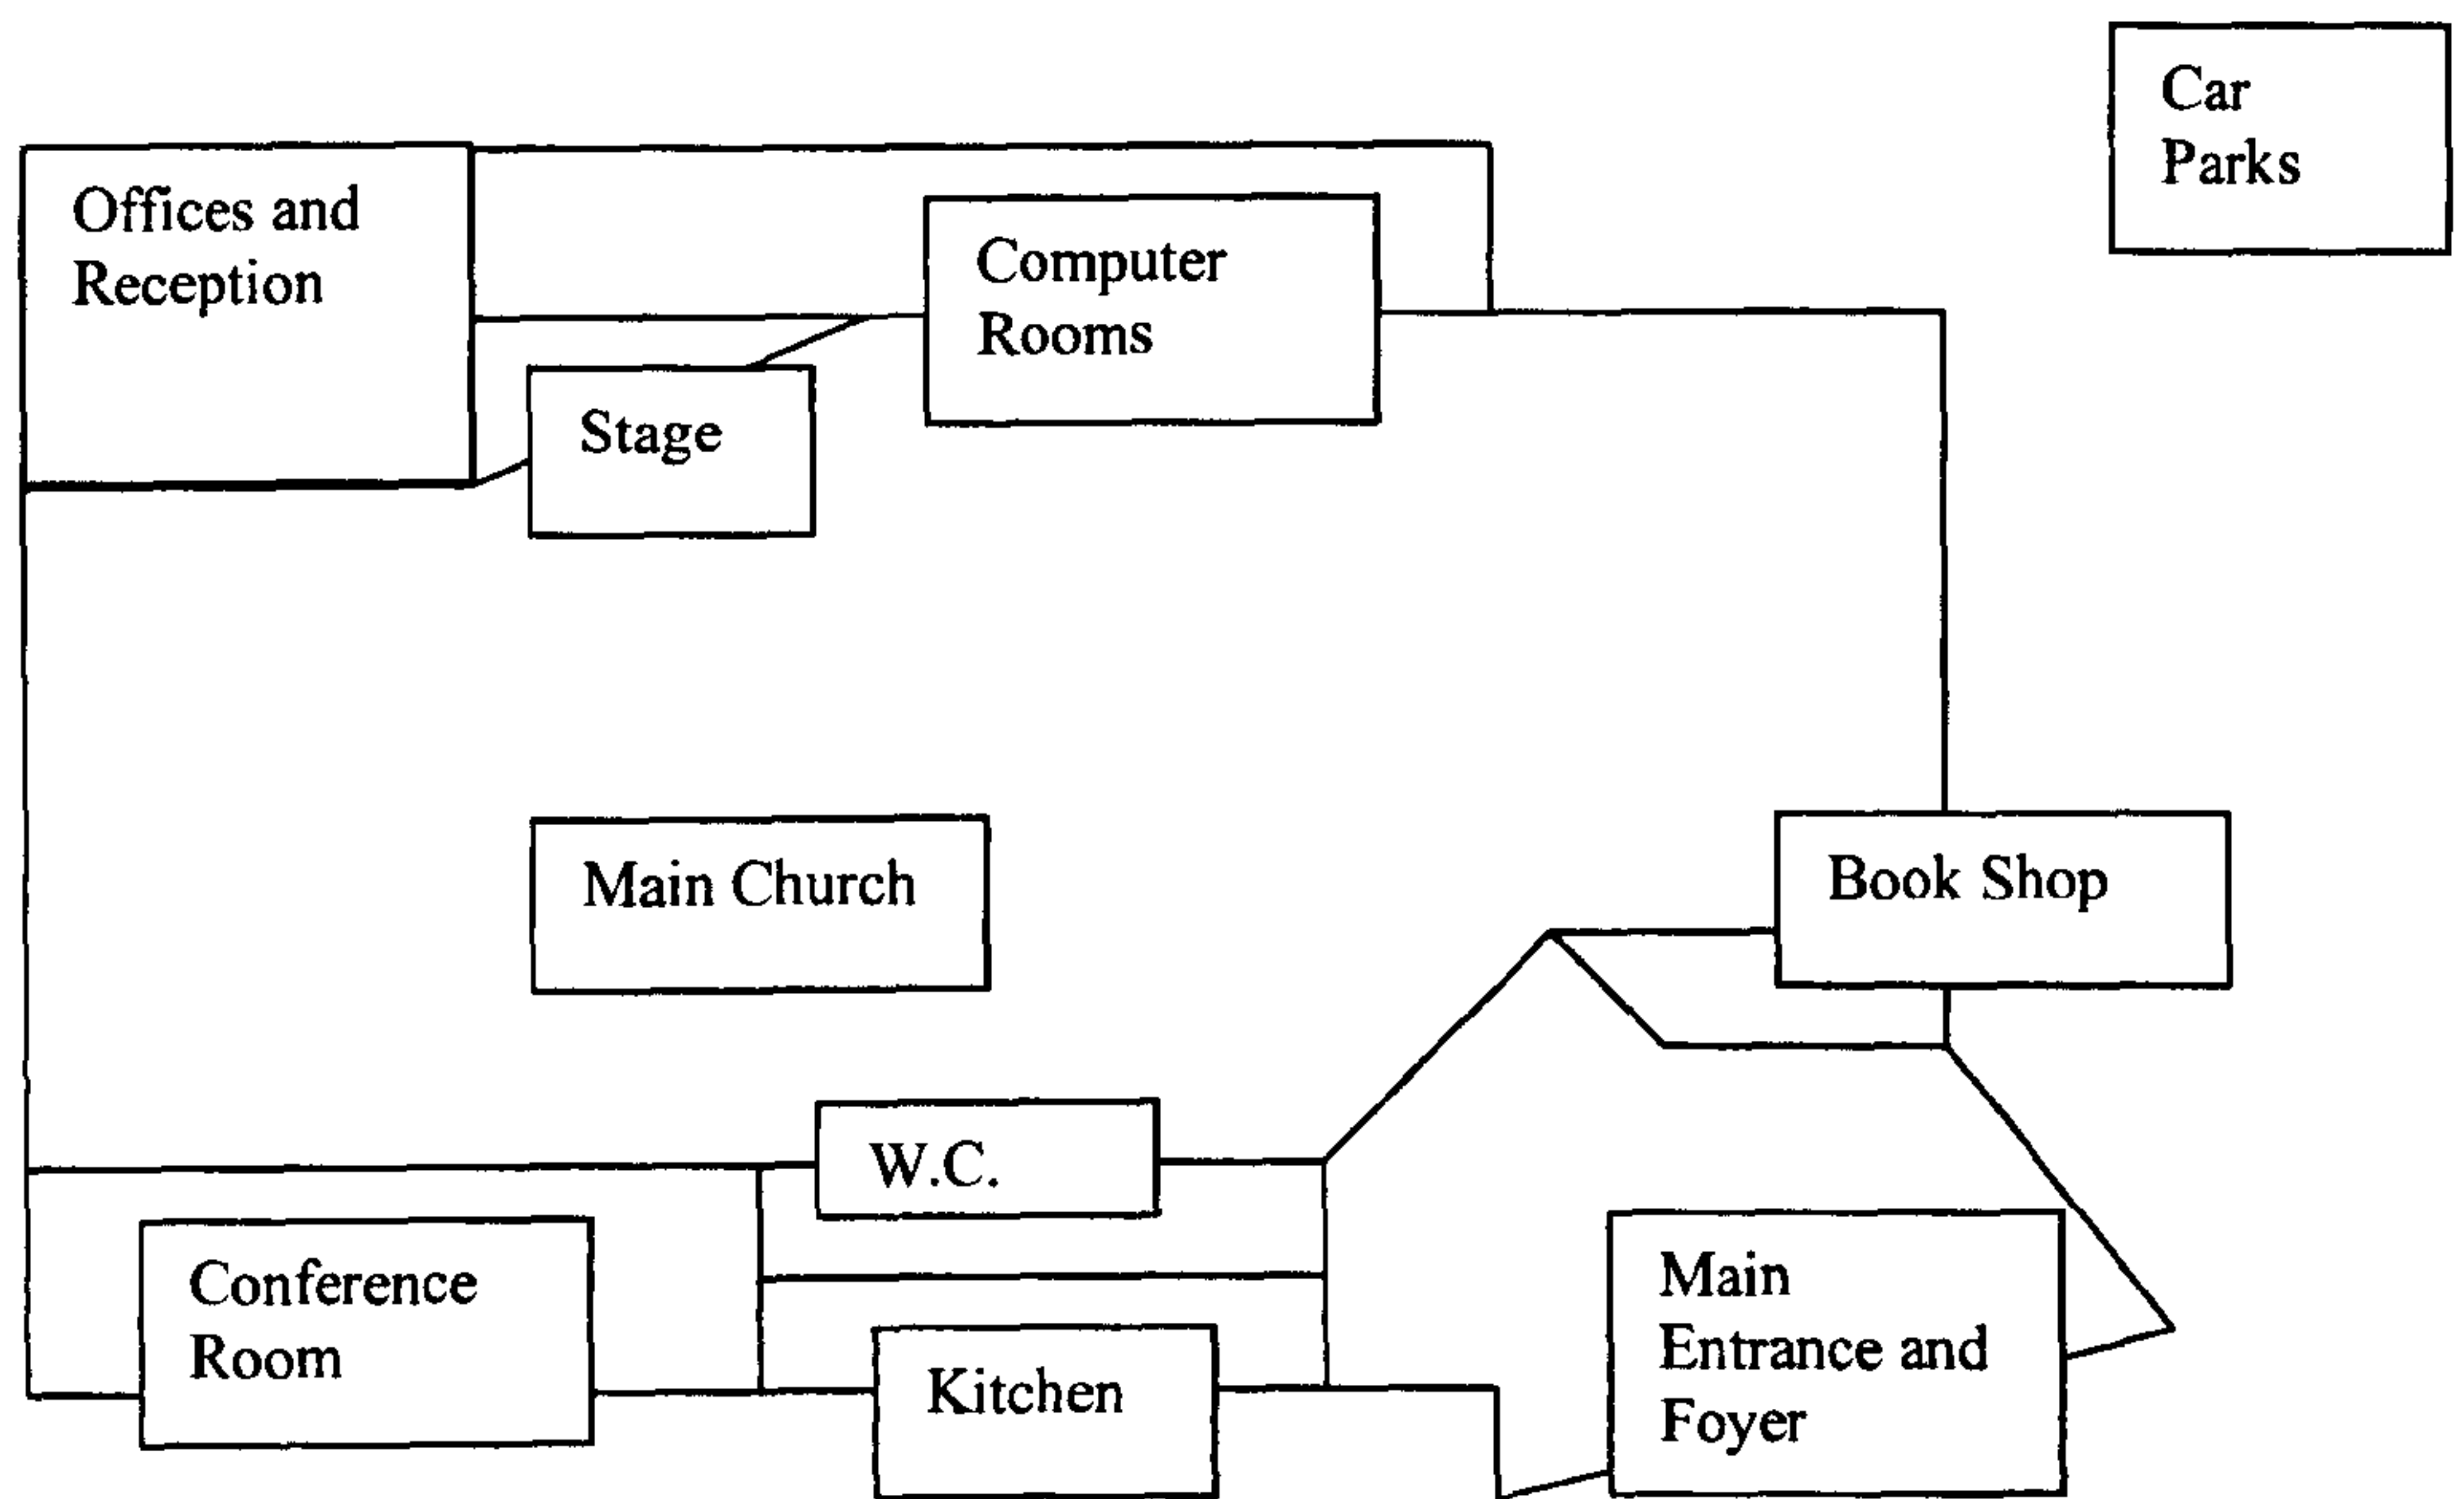 Car
Parks
Offices and
Reception
Computer
Rooms
Stage
Main Church
Book Shop
W.C.
Conference
Room
Kitchen
Main
Entrance and
Foyer